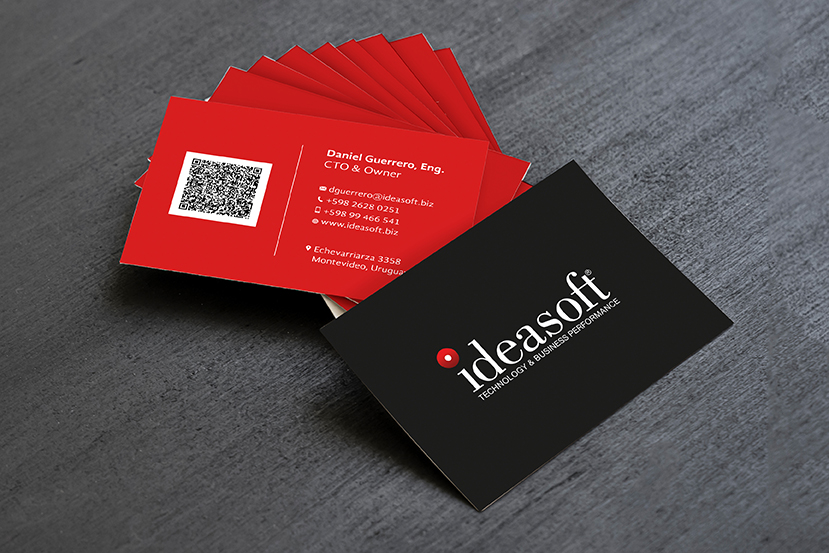 Daniel Guerrero, Eng.
CTO & Owner
dguerrero@ideasoft.biz
+598 2628 0251
+598 99 466 541
www.ideasoft.biz
Echevarriarza 3358
Montevideo, Urugua
ideasoft®
TECHNOLOGY & BUSINESS PERFORMANCE